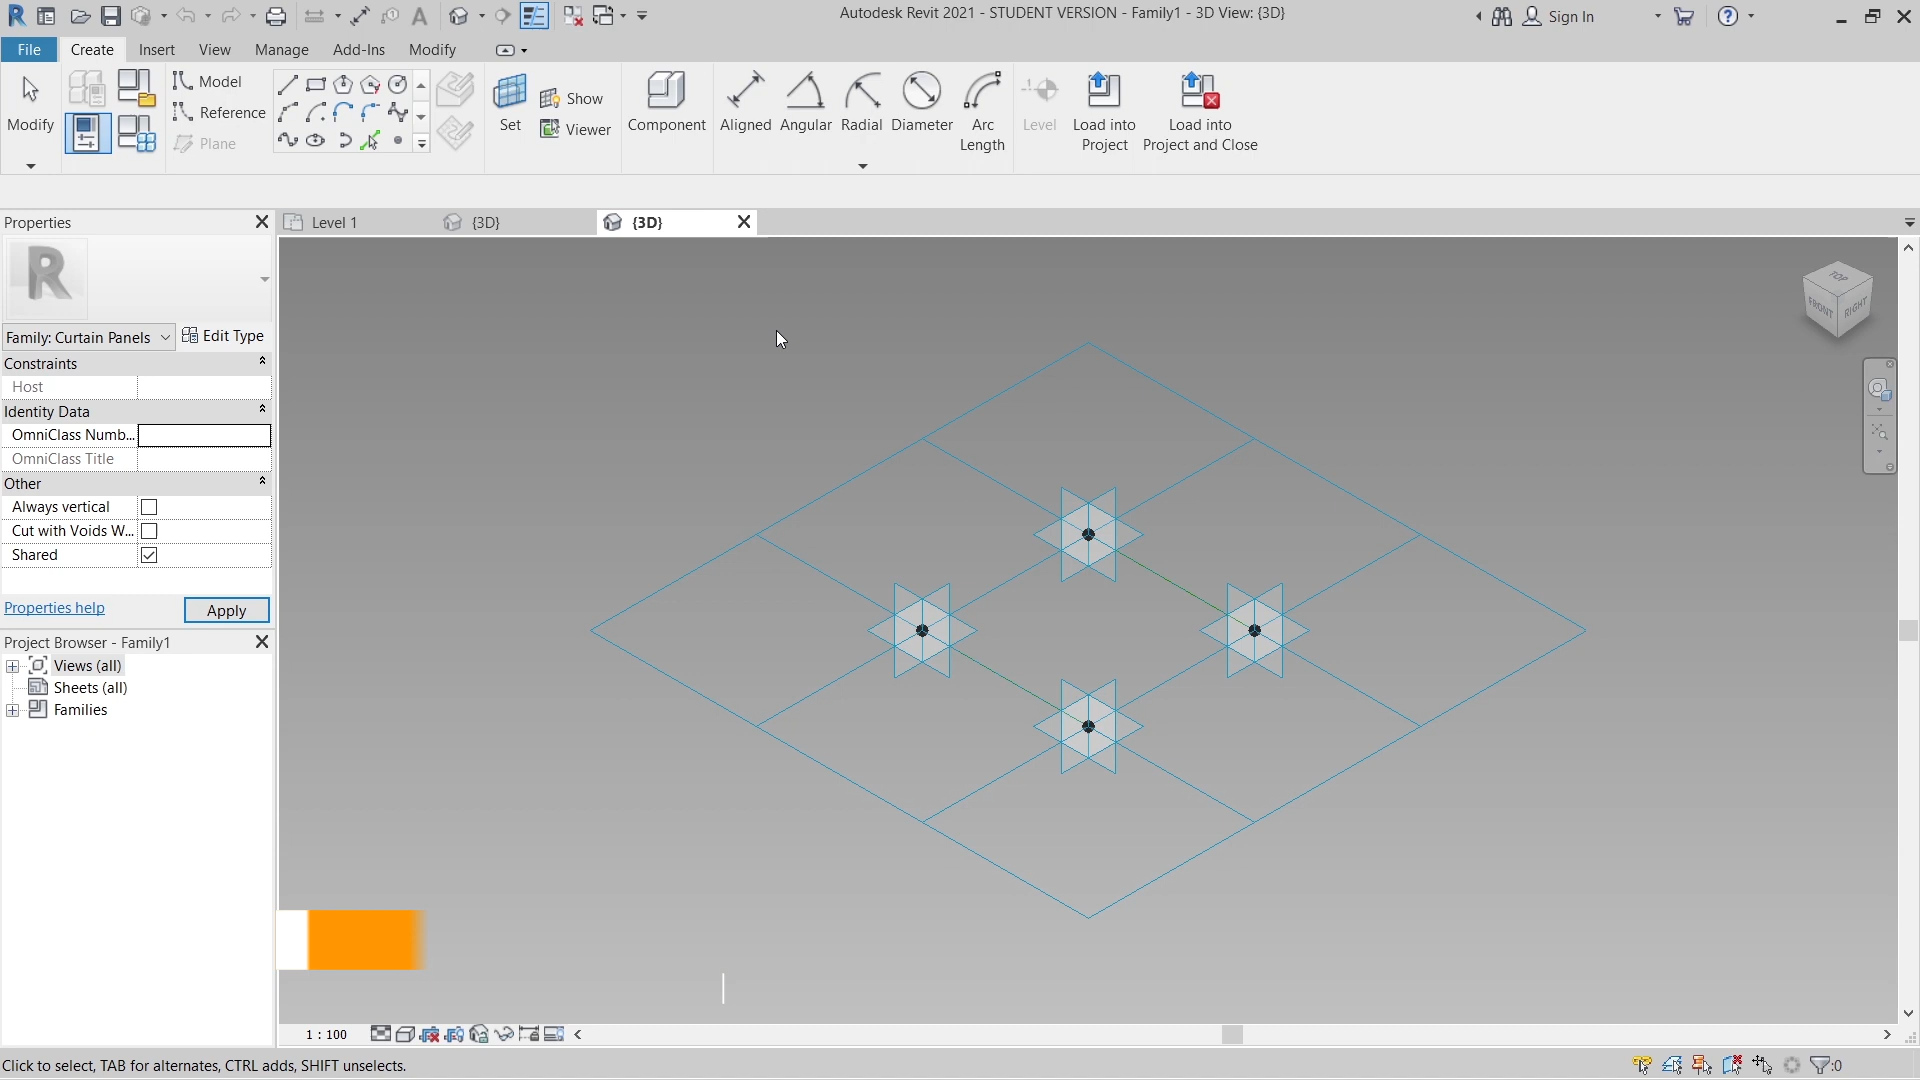 Autodesk Revit 2021 - STUDENT VERSION - Family1 - 3D View: {3D}
Sign In
File Create Insert View Manage Add-Ins Modify
Modify
Model
Reference
Plane
Set
Show
Viewer
Component
Aligned
Angular
Radial
Diameter
Arc
Length
Level
Load into
Project
Load into
Project and Close
Properties
Level 1
{3D}
{3D}
R
Family: Curtain Panels
Edit Type
Constraints
Host
Identity Data
OmniClass Numb...
OmniClass Title
Other
Always vertical
Cut with Voids W...
Shared
Properties help
Apply
Project Browser - Family1
Views (all)
Sheets (all)
Families
TOP
FRONT
RIGHT
1 : 100
Click to select, TAB for alternates, CTRL adds, SHIFT unselects.
:0